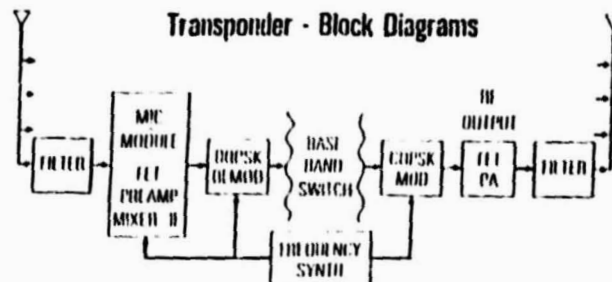 Transponder - Block Diagrams
RF
OUTPUT
FILTER
MIC
MODULE
FET
PREAMP
MIXER IF
DQPSK
DEMOD
BASE
BAND
SWITCH
CQPSK
MOD
FET
PA
FILTER
FREQUENCY
SYNTH